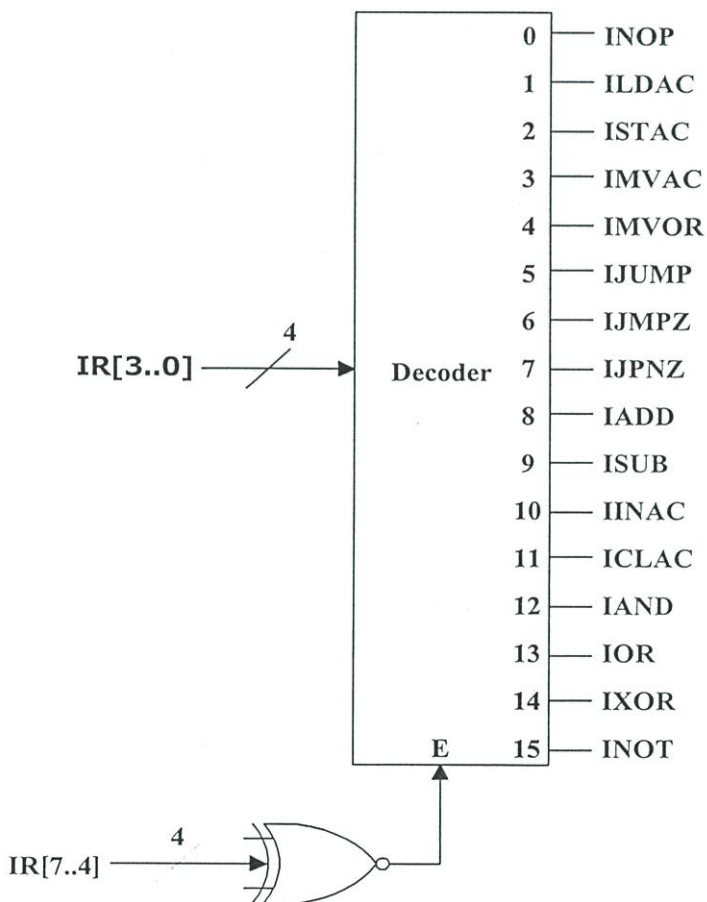 0 INOP
1 ILDAC
2 ISTAC
3 IMVAC
4 IMVOR
5 IJUMP
6 IJMPZ
4
IR[3..0]
Decoder 7 IJPNZ
8 IADD
9 ISUB
10 IINAC
11 ICLAC
12 IAND
13 IOR
14 IXOR
E 15 INOT
4
IR[7..4]